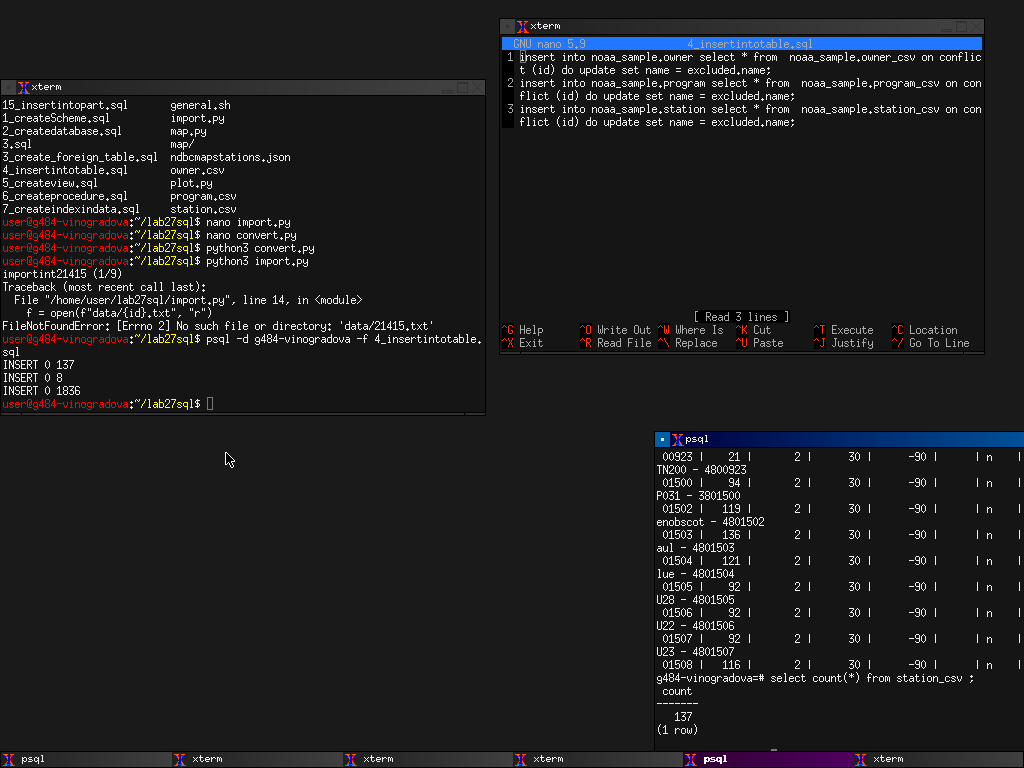 xterm
15_insertintopart.sql general.sh
1_createScheme.sql import.py
2_createdatabase.sql map.py
3.sql map/
3_create_foreign_table.sql ndbcmapstations.json
4_insertintotable.sql owner.csv
5_createview.sql plot.py
6_createprocedure.sql program.csv
7_createindexindata.sql station.csv
user@g484-vinogradova:~/lab27sql$ nano import.py
user@g484-vinogradova:~/lab27sql$ nano convert.py
user@g484-vinogradova:~/lab27sql$ python3 convert.py
user@g484-vinogradova:~/lab27sql$ python3 import.py
importint21415 (1/9)
Traceback (most recent call last):
File "/home/user/lab27sql/import.py", line 14, in <module>
f = open(f"data/{id}.txt", "r")
FileNotFoundError: [Errno 2] No such file or directory: 'data/21415.txt'
user@g484-vinogradova:~/lab27sql$ psql -d g484-vinogradova -f 4_insertintotable.
sql
INSERT 0 137
INSERT 0 8
INSERT 0 1836
user@g484-vinogradova:~/lab27sql$
xterm
GNU nano 5.9 4_insertintotable.sql
1 insert into noaa_sample.owner select * from  noaa_sample.owner_csv on conflic
t (id) do update set name = excluded.name;
2 insert into noaa_sample.program select * from  noaa_sample.program_csv on con
flict (id) do update set name = excluded.name;
3 insert into noaa_sample.station select * from  noaa_sample.station_csv on con
flict (id) do update set name = excluded.name;
[ Read 3 lines ]
^G Help ^O Write Out ^W Where Is ^K Cut ^T Execute ^C Location
^X Exit ^R Read File ^\ Replace ^U Paste ^J Justify ^/ Go To Line
psql
00923 | 21 | 2 | 30 | -90 | | n |
TN200 - 4800923
01500 | 94 | 2 | 30 | -90 | | n |
P031 - 3801500
01502 | 119 | 2 | 30 | -90 | | n |
enobscot - 4801502
01503 | 136 | 2 | 30 | -90 | | n |
aul - 4801503
01504 | 121 | 2 | 30 | -90 | | n |
lue - 4801504
01505 | 92 | 2 | 30 | -90 | | n |
U28 - 4801505
01506 | 92 | 2 | 30 | -90 | | n |
U22 - 4801506
01507 | 92 | 2 | 30 | -90 | | n |
U23 - 4801507
01508 | 116 | 2 | 30 | -90 | | n |
g484-vinogradova=# select count(*) from station_csv ;
count
-------
137
(1 row)
psql xterm xterm xterm psql xterm